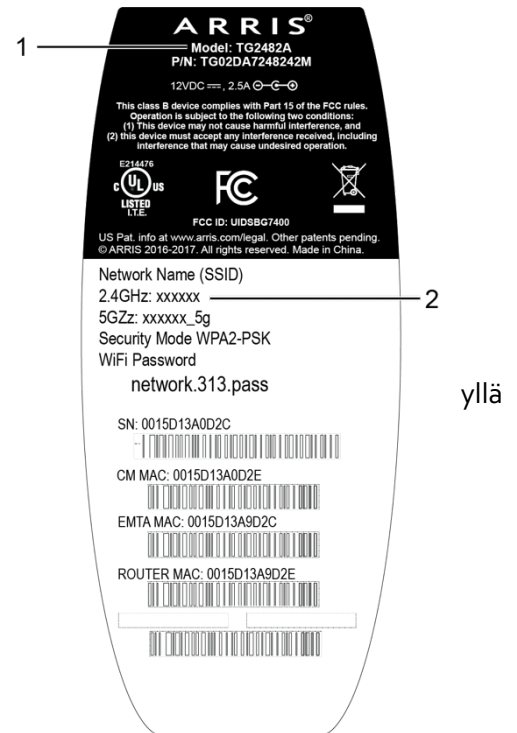 ARRIS®
1
Model: TG2482A
P/N: TG02DA7248242M
12VDC ⎓, 2.5A
This class B device complies with Part 15 of the FCC rules.
Operation is subject to the following two conditions:
(1) This device may not cause harmful interference, and
(2) this device must accept any interference received, including
interference that may cause undesired operation.
E214476
C UL US
LISTED
I.T.E.
FC
FCC ID: UIDSBG7400
US Pat. info at www.arris.com/legal. Other patents pending.
© ARRIS 2016-2017. All rights reserved. Made in China.
Network Name (SSID)
2.4GHz: xxxxxx
2
5GZz: xxxxxx_5g
Security Mode WPA2-PSK
WiFi Password
network.313.pass
yllä
SN: 0015D13A0D2C
CM MAC: 0015D13A0D2E
EMTA MAC: 0015D13A9D2C
ROUTER MAC: 0015D13A9D2E